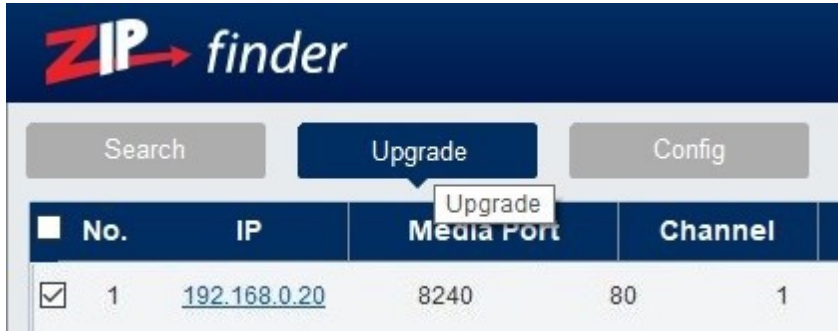 ZIP finder
Search Upgrade Config
Upgrade
No. IP Media Port Channel
1 192.168.0.20 8240 80 1